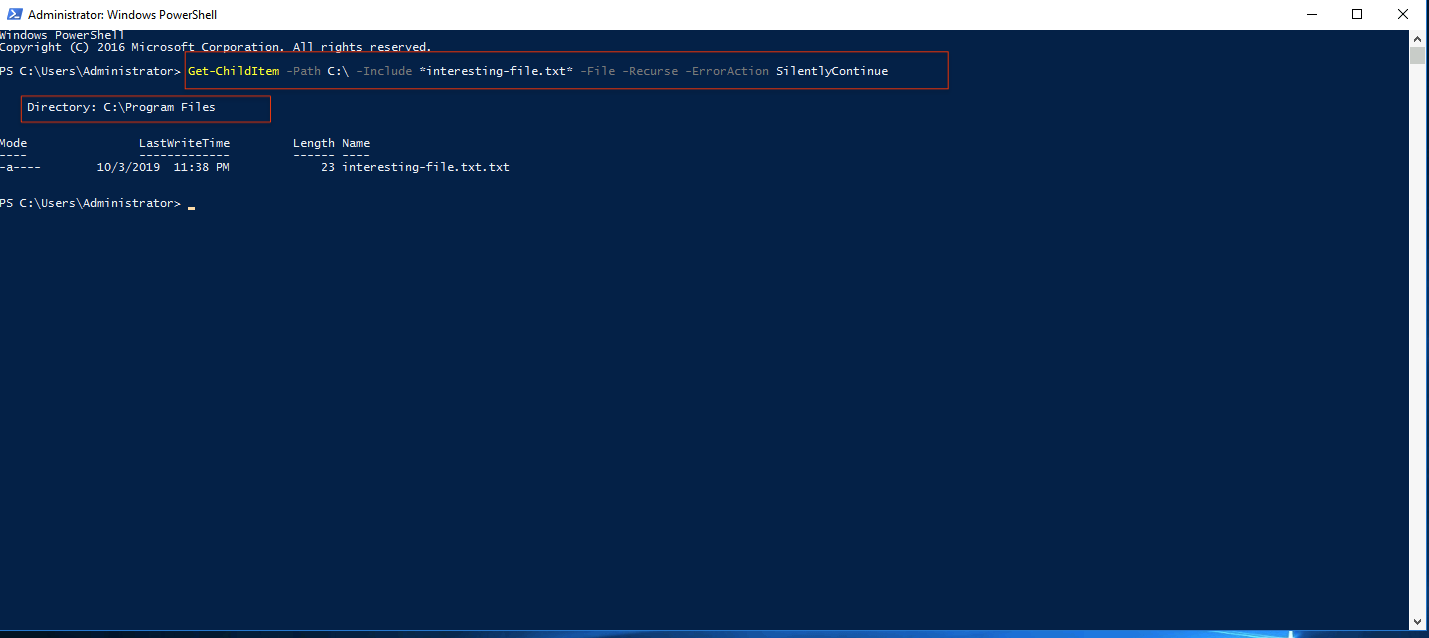 Administrator: Windows PowerShell
Windows PowerShell
Copyright (C) 2016 Microsoft Corporation. All rights reserved.
PS C:\Users\Administrator> Get-ChildItem -Path C:\ -Include *interesting-file.txt* -File -Recurse -ErrorAction SilentlyContinue
Directory: C:\Program Files
Mode LastWriteTime Length Name
---- ------------- ------ ----
-a---- 10/3/2019 11:38 PM 23 interesting-file.txt.txt
PS C:\Users\Administrator> _